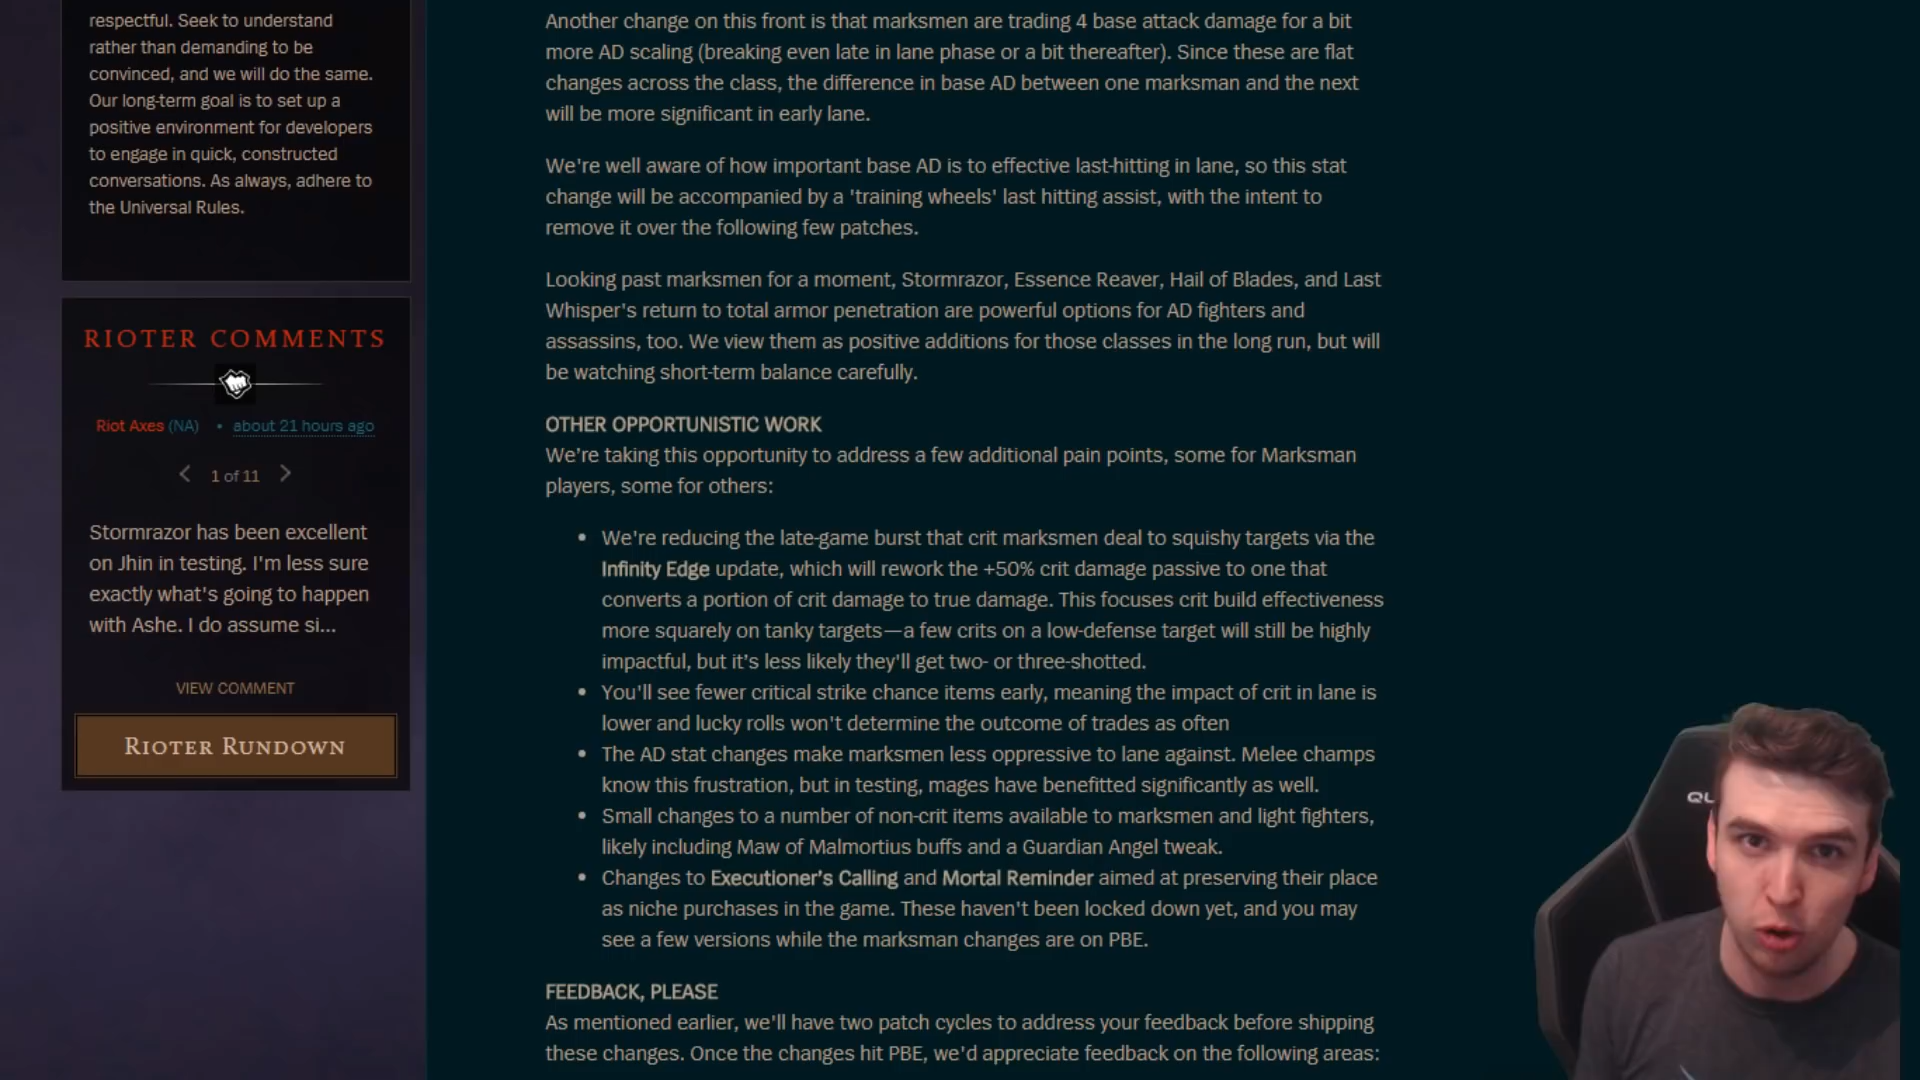 respectful. Seek to understand
rather than demanding to be
convinced, and we will do the same.
Our long-term goal is to set up a
positive environment for developers
to engage in quick, constructed
conversations. As always, adhere to
the Universal Rules.
RIOTER COMMENTS
Riot Axes (NA) • about 21 hours ago
1 of 11
Stormrazor has been excellent
on Jhin in testing. I'm less sure
exactly what's going to happen
with Ashe. I do assume si...
VIEW COMMENT
RIOTER RUNDOWN
Another change on this front is that marksmen are trading 4 base attack damage for a bit
more AD scaling (breaking even late in lane phase or a bit thereafter). Since these are flat
changes across the class, the difference in base AD between one marksman and the next
will be more significant in early lane.
We're well aware of how important base AD is to effective last-hitting in lane, so this stat
change will be accompanied by a 'training wheels' last hitting assist, with the intent to
remove it over the following few patches.
Looking past marksmen for a moment, Stormrazor, Essence Reaver, Hail of Blades, and Last
Whisper's return to total armor penetration are powerful options for AD fighters and
assassins, too. We view them as positive additions for those classes in the long run, but will
be watching short-term balance carefully.
OTHER OPPORTUNISTIC WORK
We're taking this opportunity to address a few additional pain points, some for Marksman
players, some for others:
• We're reducing the late-game burst that crit marksmen deal to squishy targets via the
Infinity Edge update, which will rework the +50% crit damage passive to one that
converts a portion of crit damage to true damage. This focuses crit build effectiveness
more squarely on tanky targets—a few crits on a low-defense target will still be highly
impactful, but it's less likely they'll get two- or three-shotted.
• You'll see fewer critical strike chance items early, meaning the impact of crit in lane is
lower and lucky rolls won't determine the outcome of trades as often
• The AD stat changes make marksmen less oppressive to lane against. Melee champs
know this frustration, but in testing, mages have benefitted significantly as well.
• Small changes to a number of non-crit items available to marksmen and light fighters,
likely including Maw of Malmortius buffs and a Guardian Angel tweak.
• Changes to Executioner's Calling and Mortal Reminder aimed at preserving their place
as niche purchases in the game. These haven't been locked down yet, and you may
see a few versions while the marksman changes are on PBE.
FEEDBACK, PLEASE
As mentioned earlier, we'll have two patch cycles to address your feedback before shipping
these changes. Once the changes hit PBE, we'd appreciate feedback on the following areas: